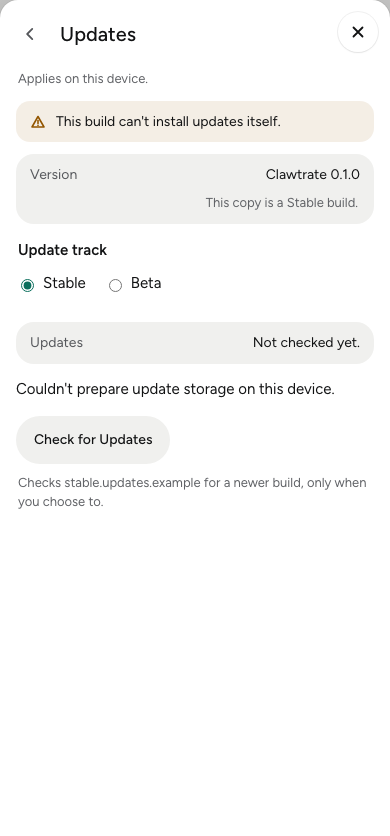 Updates
Applies on this device.
This build can't install updates itself.
Version
Clawtrate 0.1.0
This copy is a Stable build.
Update track
Stable
Beta
Updates
Not checked yet.
Couldn't prepare update storage on this device.
Check for Updates
Checks stable.updates.example for a newer build, only when
you choose to.